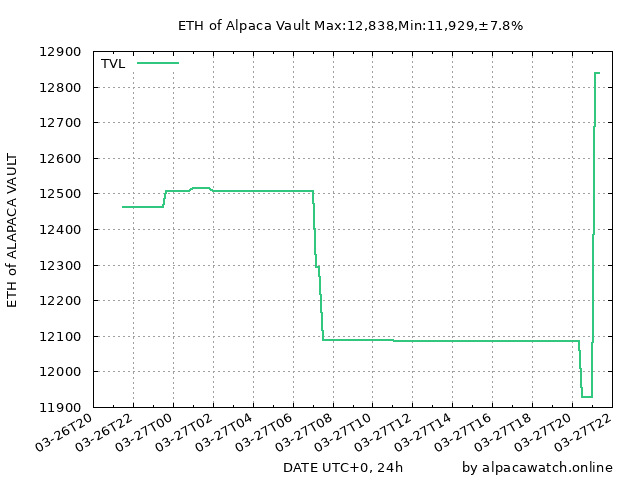 ETH of Alpaca Vault Max:12,838,Min:11,929,±7.8%
TVL
12900
12800
12700
12600
12500
12400
12300
12200
12100
12000
11900
ETH of ALAPACA VAULT
03-26T20
03-26T22
03-27T00
03-27T02
03-27T04
03-27T06
03-27T08
03-27T10
03-27T12
03-27T14
03-27T16
03-27T18
03-27T20
03-27T22
DATE UTC+0, 24h
by alpacawatch.online